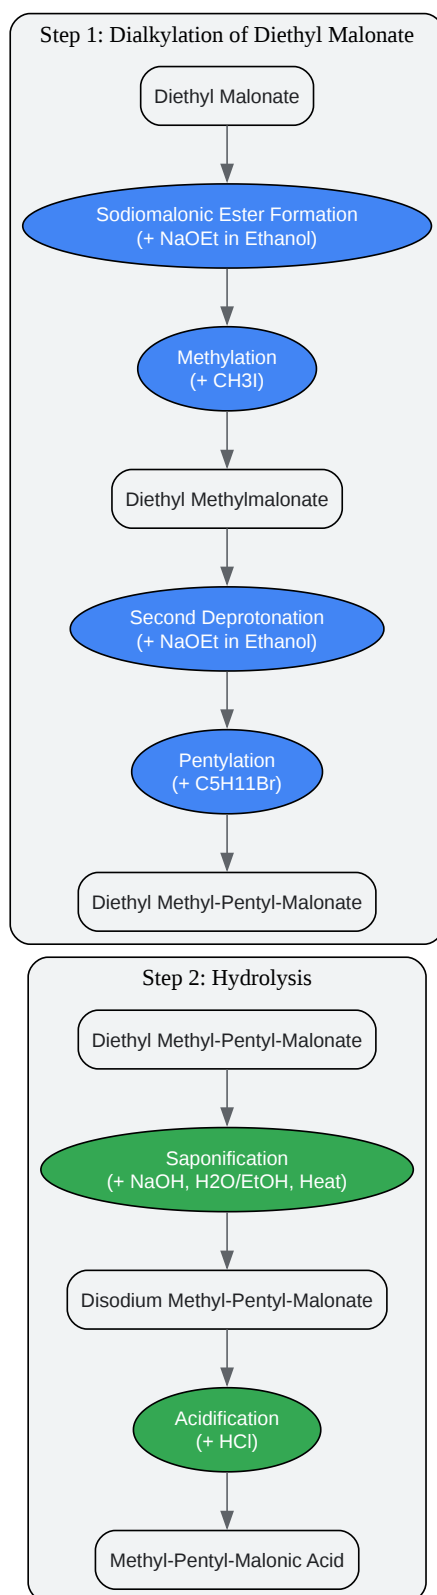 Step 1: Dialkylation of Diethyl Malonate
Diethyl Malonate
Sodiomalonic Ester Formation
(+ NaOEt in Ethanol)
Methylation
(+ CH3I)
Diethyl Methylmalonate
Second Deprotonation
(+ NaOEt in Ethanol)
Pentylation
(+ C5H11Br)
Diethyl Methyl-Pentyl-Malonate
Step 2: Hydrolysis
Diethyl Methyl-Pentyl-Malonate
Saponification
(+ NaOH, H2O/EtOH, Heat)
Disodium Methyl-Pentyl-Malonate
Acidification
(+ HCl)
Methyl-Pentyl-Malonic Acid